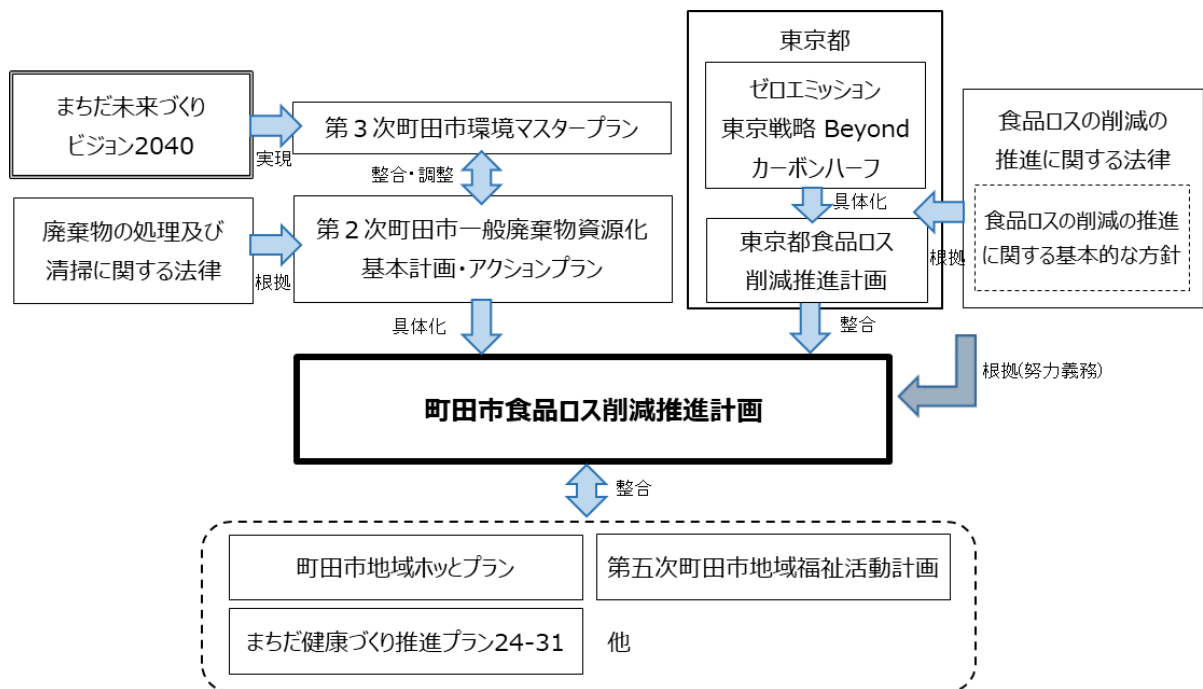 まちだ未来づくり
ビジョン2040
実現
第３次町田市環境マスタープラン
整合・調整
廃棄物の処理及び
清掃に関する法律
根拠
第２次町田市一般廃棄物資源化
基本計画・アクションプラン
具体化
東京都
ゼロエミッション
東京戦略 Beyond
カーボンハーフ
具体化
東京都食品ロス
削減推進計画
整合
食品ロスの削減の
推進に関する法律
食品ロスの削減の推進
に関する基本的な方針
根拠
根拠(努力義務)
町田市食品ロス削減推進計画
整合
町田市地域ホッとプラン
第五次町田市地域福祉活動計画
まちだ健康づくり推進プラン24-31
他